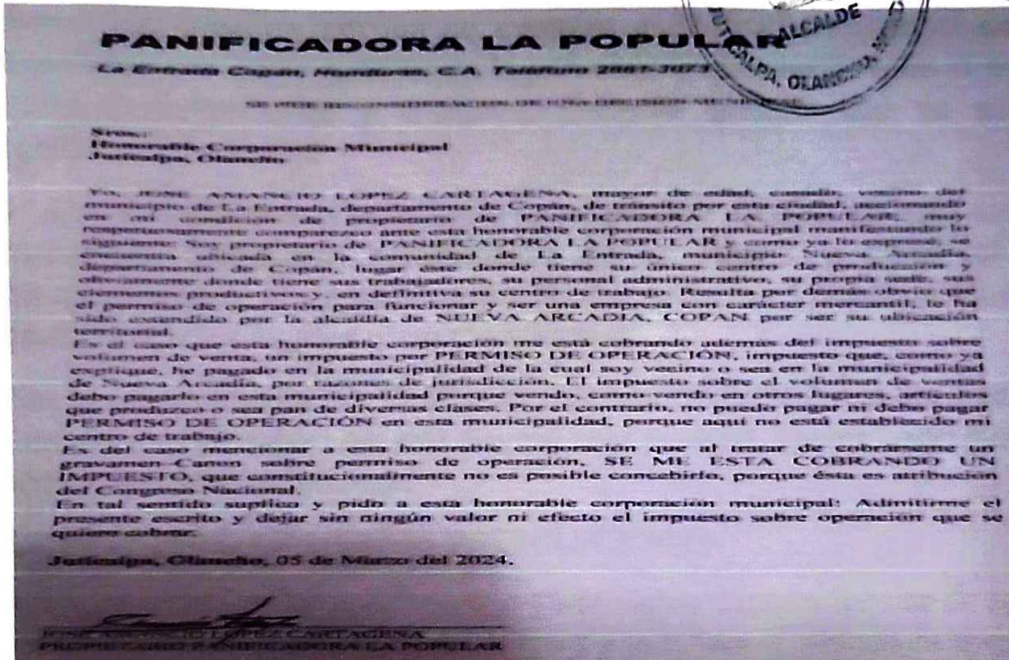 ALCALDE
JUTICALPA, OLANCHO,
PANIFICADORA LA POPULAR
La Entrada Copán, Honduras, C.A. Teléfono 2661-3073
SE PIDE RECONSIDERACION DE UNA DECISION MUNICIPAL
Sres.:
Honorable Corporación Municipal
Juticalpa, Olancho
Yo, JOSE AMANCIO LOPEZ CARTAGENA, mayor de edad, casado, vecino del
municipio de La Entrada, departamento de Copán, de tránsito por esta ciudad, accionando
en mi condición de propietario de PANIFICADORA LA POPULAR, muy
respetuosamente comparezco ante esta honorable corporación municipal manifestando lo
siguiente: Soy propietario de PANIFICADORA LA POPULAR y como ya lo expresé, se
encuentra ubicada en la comunidad de La Entrada, municipio Nueva Arcadia,
departamento de Copán, lugar éste donde tiene su único centro de producción y
obviamente donde tiene sus trabajadores, su personal administrativo, su propia sede, sus
elementos productivos y, en definitiva su centro de trabajo. Resulta por demás obvio que
el permiso de operación para funcionar y ser una empresa con carácter mercantil, le ha
sido extendido por la alcaldía de NUEVA ARCADIA, COPAN por ser su ubicación
territorial.
Es el caso que esta honorable corporación me está cobrando además del impuesto sobre
volumen de venta, un impuesto por PERMISO DE OPERACIÓN, impuesto que, como ya
expliqué, he pagado en la municipalidad de la cual soy vecino o sea en la municipalidad
de Nueva Arcadia, por razones de jurisdicción. El impuesto sobre el volumen de ventas
debo pagarlo en esta municipalidad porque vendo, como vendo en otros lugares, artículos
que produzco o sea pan de diversas clases. Por el contrario, no puedo pagar ni debo pagar
PERMISO DE OPERACIÓN en esta municipalidad, porque aquí no está establecido mi
centro de trabajo.
Es del caso mencionar a esta honorable corporación que al tratar de cobrárseme un
gravamen-Canon sobre permiso de operación, SE ME ESTA COBRANDO UN
IMPUESTO, que constitucionalmente no es posible concebirlo, porque ésta es atribución
del Congreso Nacional.
En tal sentido suplico y pido a esta honorable corporación municipal: Admitirme el
presente escrito y dejar sin ningún valor ni efecto el impuesto sobre operación que se
quiere cobrar.
Juticalpa, Olancho, 05 de Marzo del 2024.
JOSE AMANCIO LOPEZ CARTAGENA
PROPIETARIO PANIFICADORA LA POPULAR